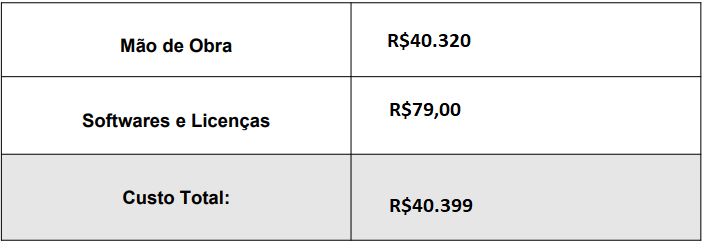 Mão de Obra R$40.320
Softwares e Licenças R$79,00
Custo Total: R$40.399